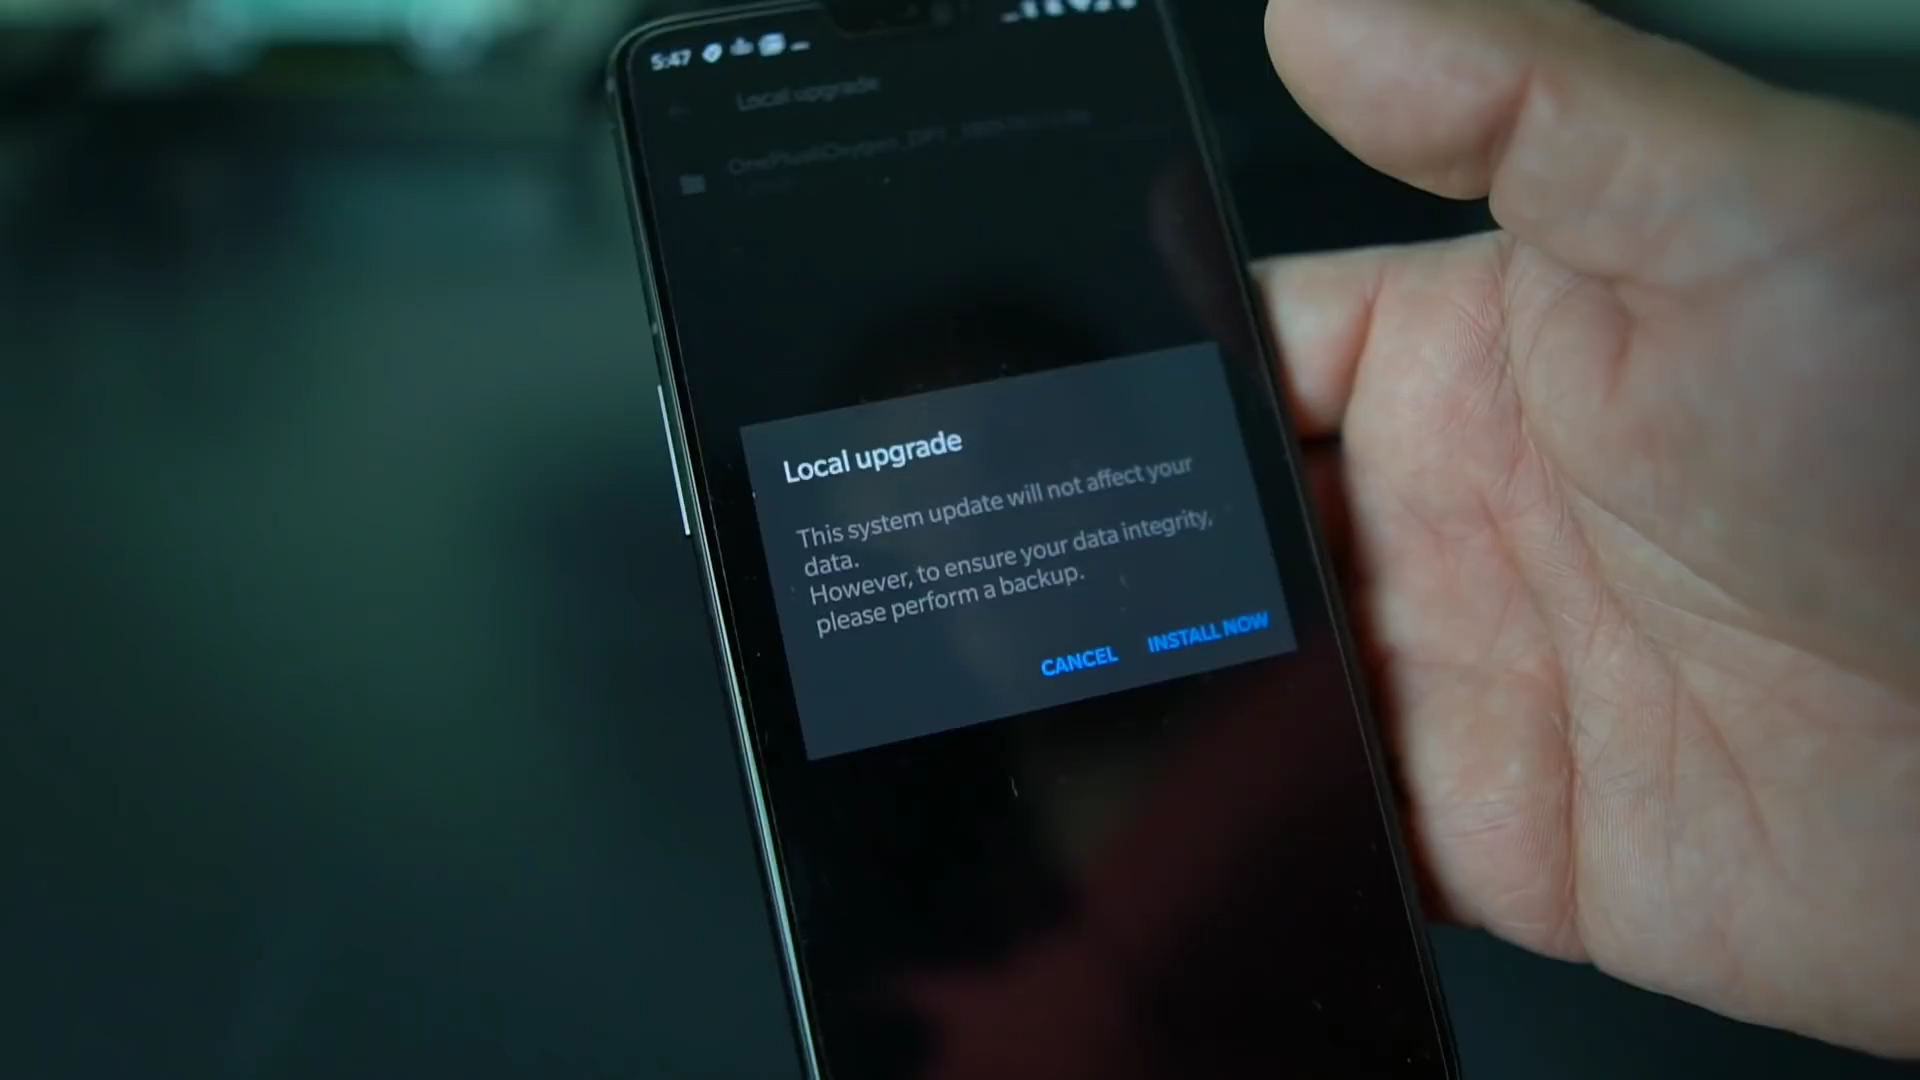 5:47
Local upgrade
Local upgrade
This system update will not affect your
data.
However, to ensure your data integrity,
please perform a backup.
CANCEL INSTALL NOW